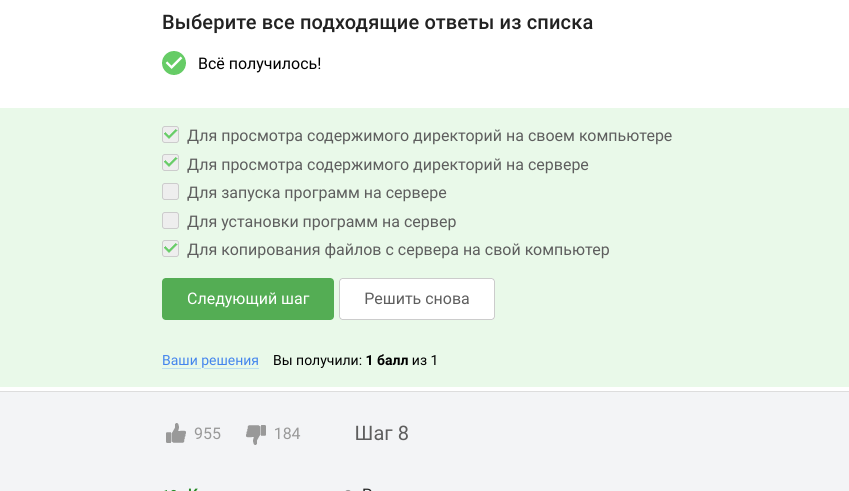 Выберите все подходящие ответы из списка
Всё получилось!
Для просмотра содержимого директорий на своем компьютере
Для просмотра содержимого директорий на сервере
Для запуска программ на сервере
Для установки программ на сервер
Для копирования файлов с сервера на свой компьютер
Следующий шаг Решить снова
Ваши решения Вы получили: 1 балл из 1
955 184 Шаг 8